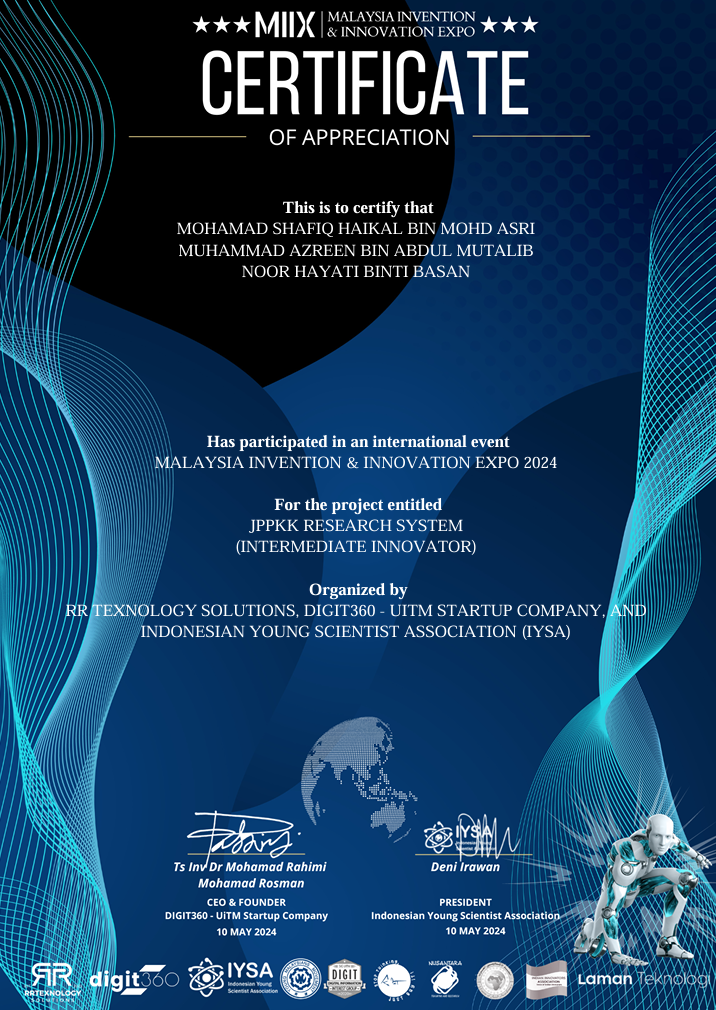 ★★★ MIIX | MALAYSIA INVENTION ★★★
& INNOVATION EXPO
CERTIFICATE
OF APPRECIATION
This is to certify that
MOHAMAD SHAFIQ HAIKAL BIN MOHD ASRI
MUHAMMAD AZREEN BIN ABDUL MUTALIB
NOOR HAYATI BINTI BASAN
Has participated in an international event
MALAYSIA INVENTION & INNOVATION EXPO 2024
For the project entitled
JPPKK RESEARCH SYSTEM
(INTERMEDIATE INNOVATOR)
Organized by
RR TEXNOLOGY SOLUTIONS, DIGIT360 - UITM STARTUP COMPANY, AND
INDONESIAN YOUNG SCIENTIST ASSOCIATION (IYSA)
IYSA
Ts Inv Dr Mohamad Rahimi
Mohamad Rosman
CEO & FOUNDER
DIGIT360 - UiTM Startup Company
10 MAY 2024
Deni Irawan
PRESIDENT
Indonesian Young Scientist Association
10 MAY 2024
RR
RRTEXNOLOGY
SOLUTIONS
digit360
IYSA
Indonesian Young
Scientist Association
DIGIT
NUSANTARA
Laman Teknologi